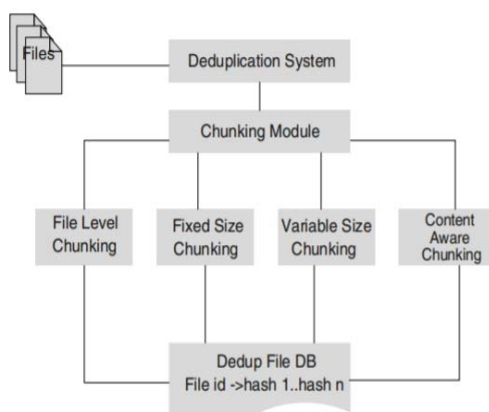 Files
Deduplication System
Chunking Module
File Level
Chunking
Fixed Size
Chunking
Variable Size
Chunking
Content
Aware
Chunking
Dedup File DB
File id ->hash 1..hash n